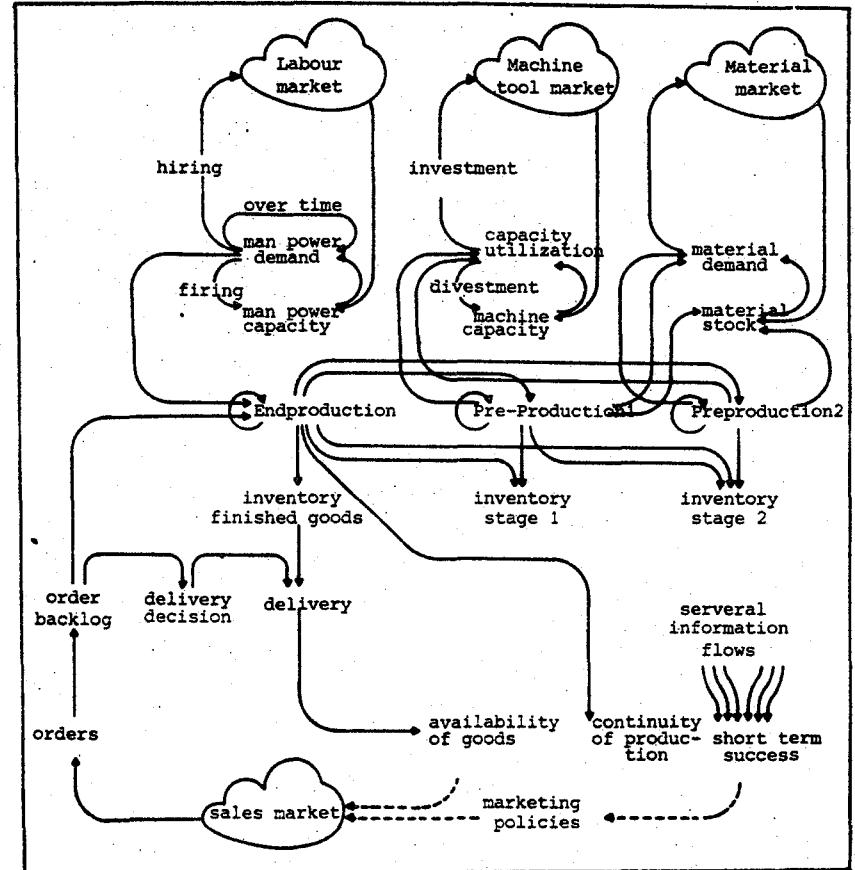 Labour
market
Machine
tool market
Material
market
hiring
investment
over time
man power
demand
capacity
utilization
material
demand
firing
divestment
man power
capacity
machine
capacity
material
stock
Endproduction
Pre-Production1
Preproduction2
inventory
finished goods
inventory
stage 1
inventory
stage 2
order
backlog
delivery
decision
delivery
serveral
information
flows
orders
availability
of goods
continuity
of produc-
tion
short term
success
sales market
marketing
policies